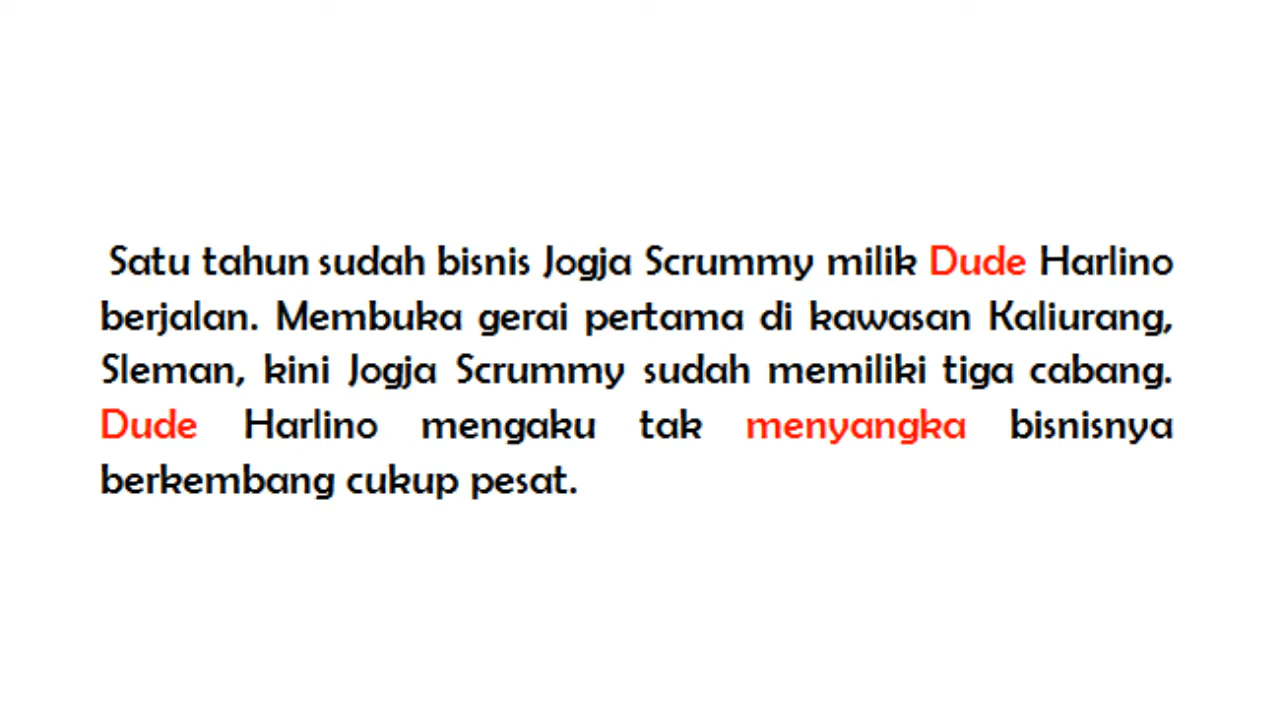 Satu tahun sudah bisnis Jogja Scrummy milik Dude Harlino
berjalan. Membuka gerai pertama di kawasan Kaliurang,
Sleman, kini Jogja Scrummy sudah memiliki tiga cabang.
Dude Harlino mengaku tak menyangka bisnisnya
berkembang cukup pesat.